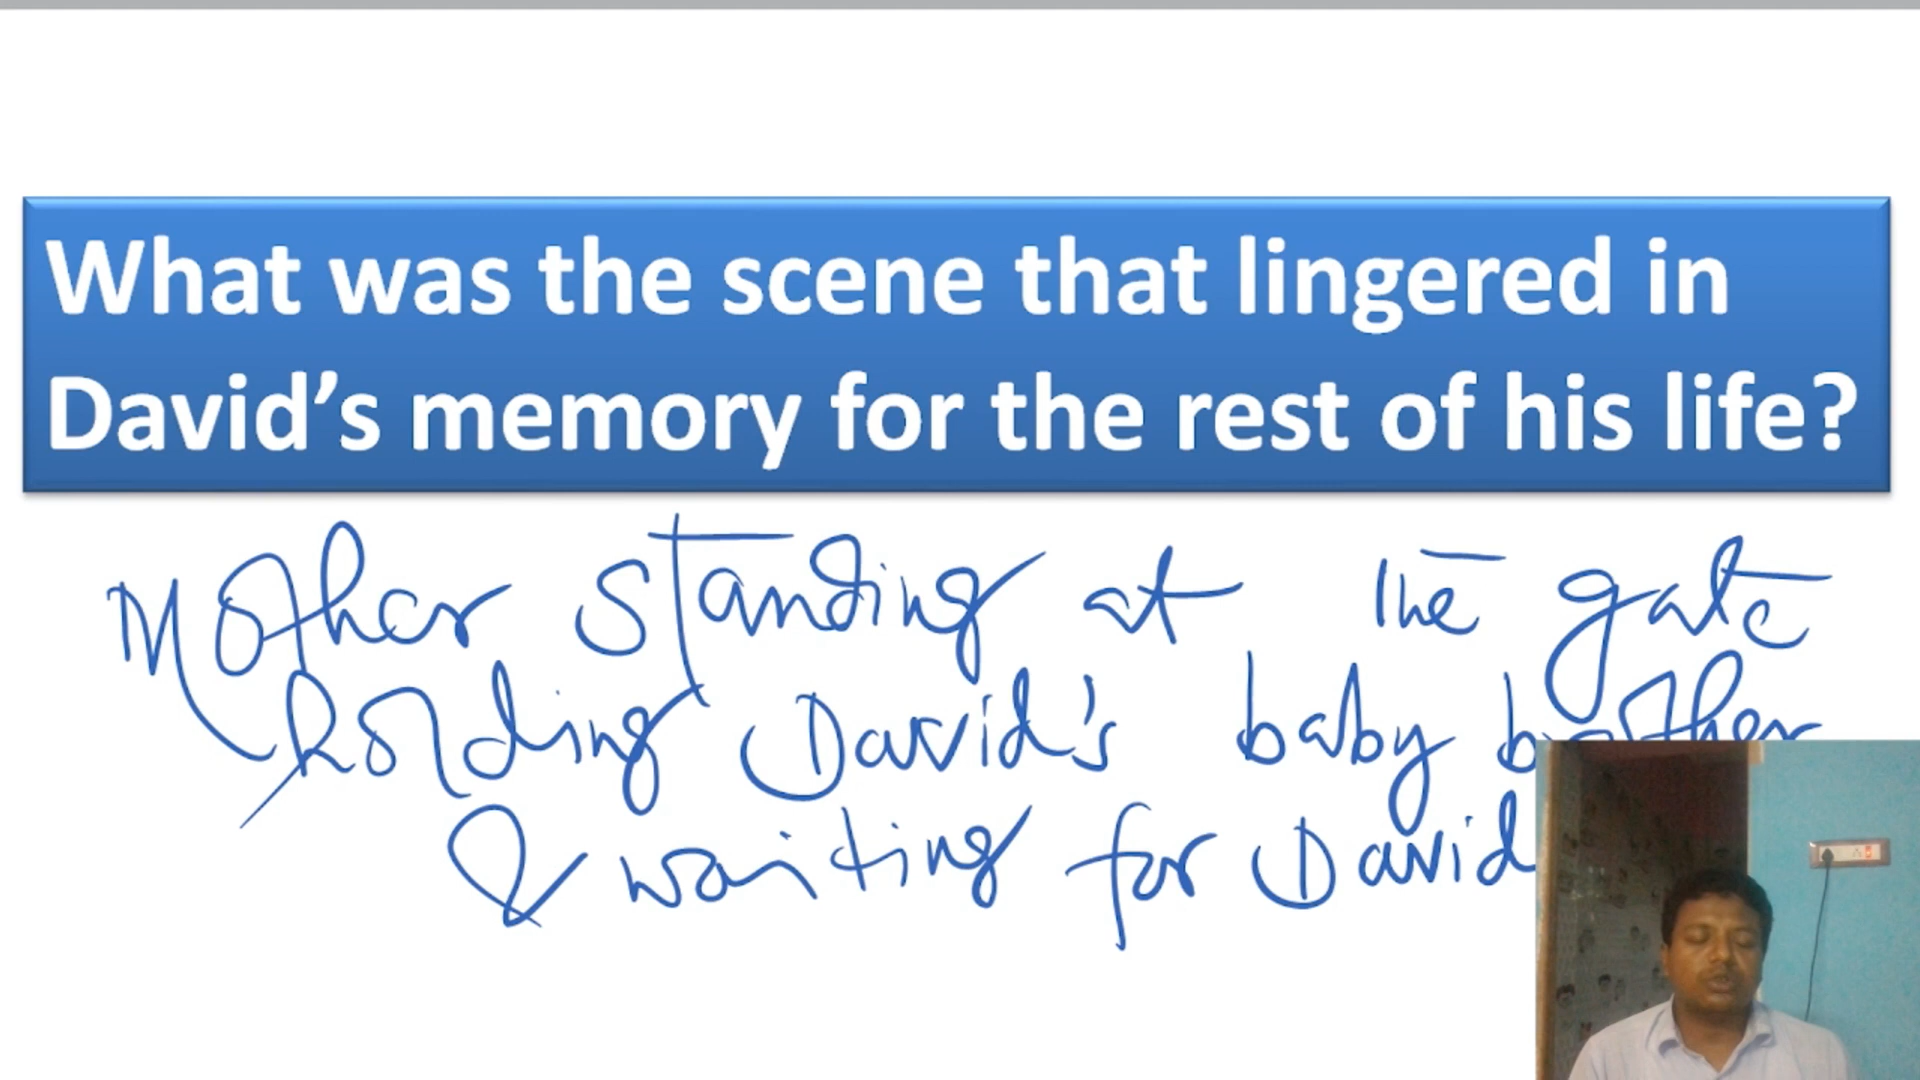 What was the scene that lingered in
David's memory for the rest of his life?
Mother standing at the gate
holding David's baby brother
& waiting for David